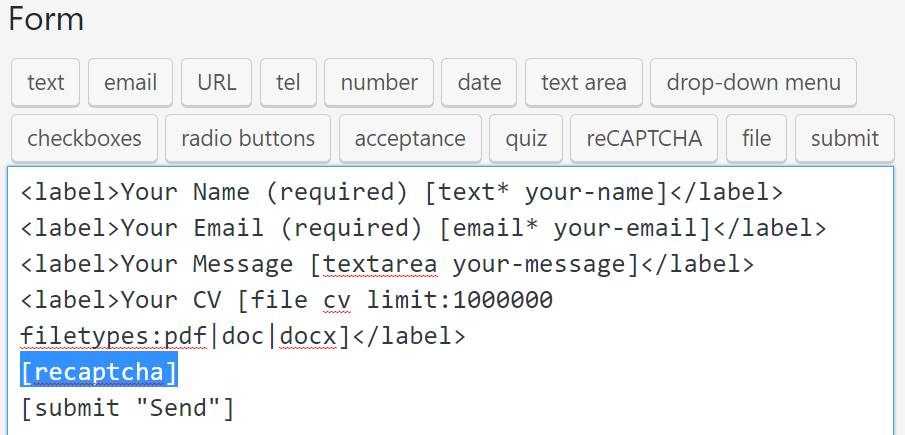 Form
text email URL tel number date text area drop-down menu
checkboxes radio buttons acceptance quiz reCAPTCHA file submit
<label>Your Name (required) [text* your-name]</label>
<label>Your Email (required) [email* your-email]</label>
<label>Your Message [textarea your-message]</label>
<label>Your CV [file cv limit:1000000
filetypes:pdf|doc|docx]</label>
[recaptcha]
[submit "Send"]